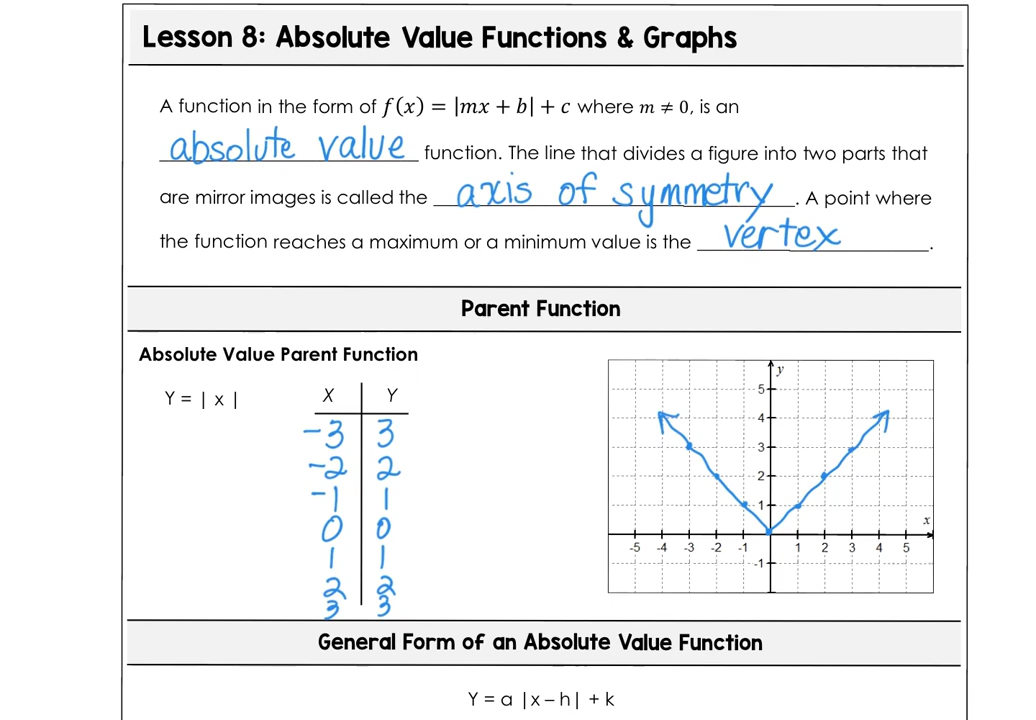 Lesson 8: Absolute Value Functions & Graphs
A function in the form of f(x) = |mx + b| + c where m ≠ 0, is an
absolute value function. The line that divides a figure into two parts that
are mirror images is called the axis of symmetry. A point where
the function reaches a maximum or a minimum value is the vertex.
Parent Function
Absolute Value Parent Function
Y = | x |
X Y
-3 3
-2 2
-1 1
0 0
1 1
2 2
3 3
y
5
4
3
2
1
x
-5 -4 -3 -2 -1 1 2 3 4 5
-1
General Form of an Absolute Value Function
Y = a |x – h| + k